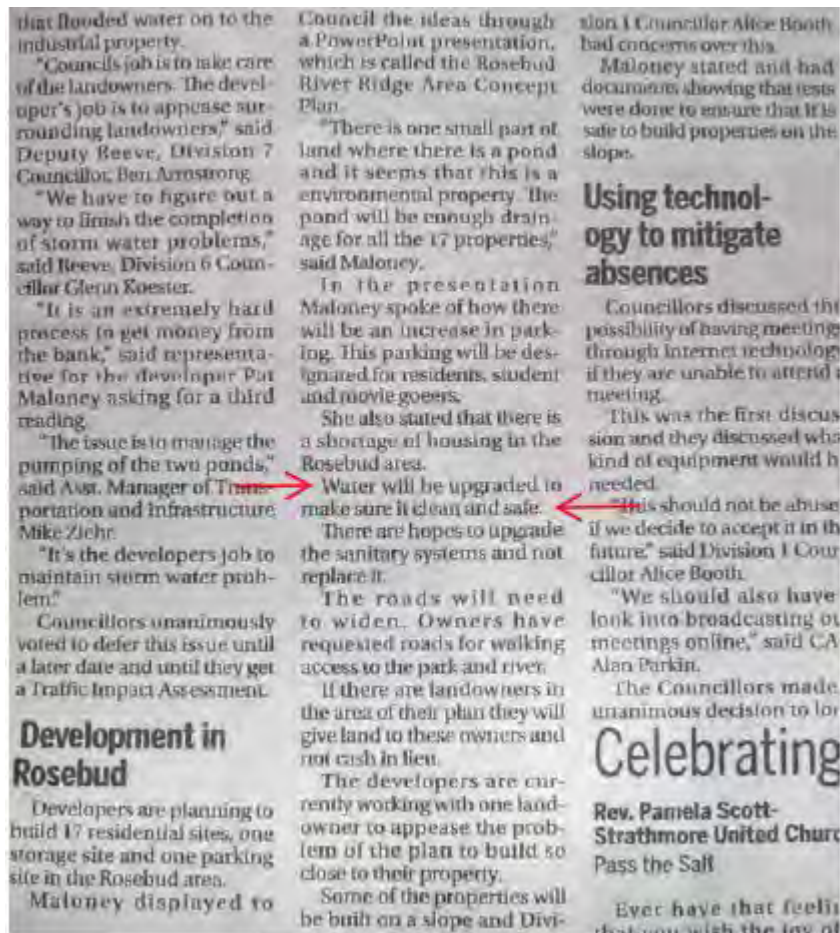 that flooded water on to the
industrial property.
"Councils job is to take care
of the landowners. The devel-
oper's job is to appease sur-
rounding landowners," said
Deputy Reeve, Division 7
Councillor, Ben Armstrong.
"We have to figure out a
way to finish the completion
of storm water problems,"
said Reeve, Division 6 Coun-
cillor Glenn Koester.
"It is an extremely hard
process to get money from
the bank," said representa-
tive for the developer Pat
Maloney asking for a third
reading.
"The issue is to manage the
pumping of the two ponds,"
said Asst. Manager of Trans-
portation and Infrastructure
Mike Ziehr.
"It's the developers job to
maintain storm water prob-
lem."
Councillors unanimously
voted to defer this issue until
a later date and until they get
a Traffic Impact Assessment.
Development in
Rosebud
Developers are planning to
build 17 residential sites, one
storage site and one parking
site in the Rosebud area.
Maloney displayed to
Council the ideas through
a PowerPoint presentation,
which is called the Rosebud
River Ridge Area Concept
Plan.
"There is one small part of
land where there is a pond
and it seems that this is a
environmental property. The
pond will be enough drain-
age for all the 17 properties,"
said Maloney.
In the presentation
Maloney spoke of how there
will be an increase in park-
ing. This parking will be des-
ignated for residents, student
and movie goeers.
She also stated that there is
a shortage of housing in the
Rosebud area.
Water will be upgraded to
make sure it clean and safe.
There are hopes to upgrade
the sanitary systems and not
replace it.
The roads will need
to widen. Owners have
requested roads for walking
access to the park and river.
If there are landowners in
the area of their plan they will
give land to these owners and
not cash in lieu.
The developers are cur-
rently working with one land-
owner to appease the prob-
lem of the plan to build so
close to their property.
Some of the properties will
be built on a slope and Divi-
sion 1 Councillor Alice Booth
had concerns over this.
Maloney stated and had
documents showing that tests
were done to ensure that it is
safe to build properties on the
slope.
Using technol-
ogy to mitigate
absences
Councillors discussed the
possibility of having meetings
through internet technology
if they are unable to attend a
meeting.
This was the first discus
sion and they discussed wha
kind of equipment would b
needed.
"This should not be abuse
if we decide to accept it in th
future," said Division 1 Coun
cillor Alice Booth.
"We should also have
look into broadcasting ou
meetings online," said CA
Alan Parkin.
The Councillors made
unanimous decision to
Celebrating
Rev. Pamela Scott-
Strathmore United Churc
Pass the Salt
Ever have that feelin
that you wish the joy of